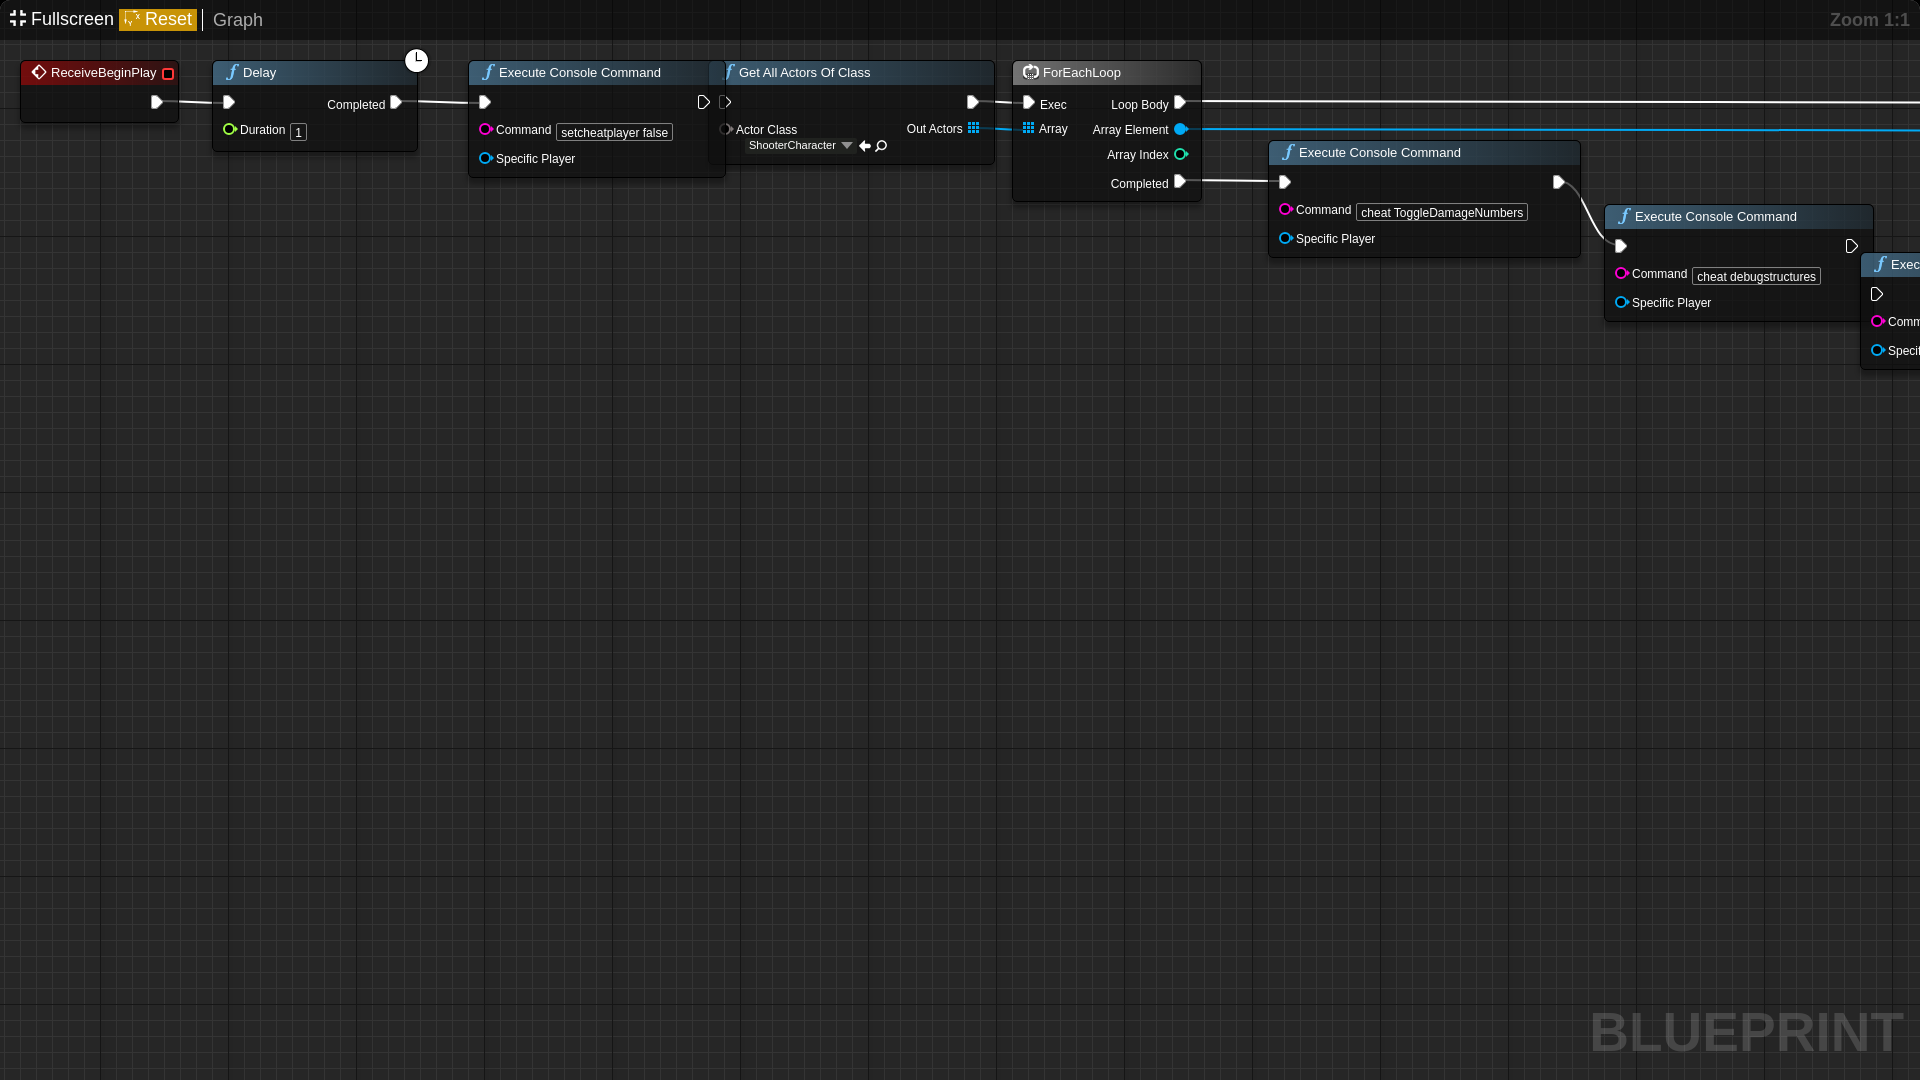 Fullscreen Reset Graph Zoom 1:1
ReceiveBeginPlay
Delay
Completed
Duration 1
Execute Console Command
Command setcheatplayer false
Specific Player
Get All Actors Of Class
Actor Class Out Actors
ShooterCharacter
ForEachLoop
Exec Loop Body
Array Array Element
Array Index
Completed
Execute Console Command
Command cheat ToggleDamageNumbers
Specific Player
Execute Console Command
Command cheat debugstructures
Specific Player
Exec
Comm
Specif
BLUEPRINT